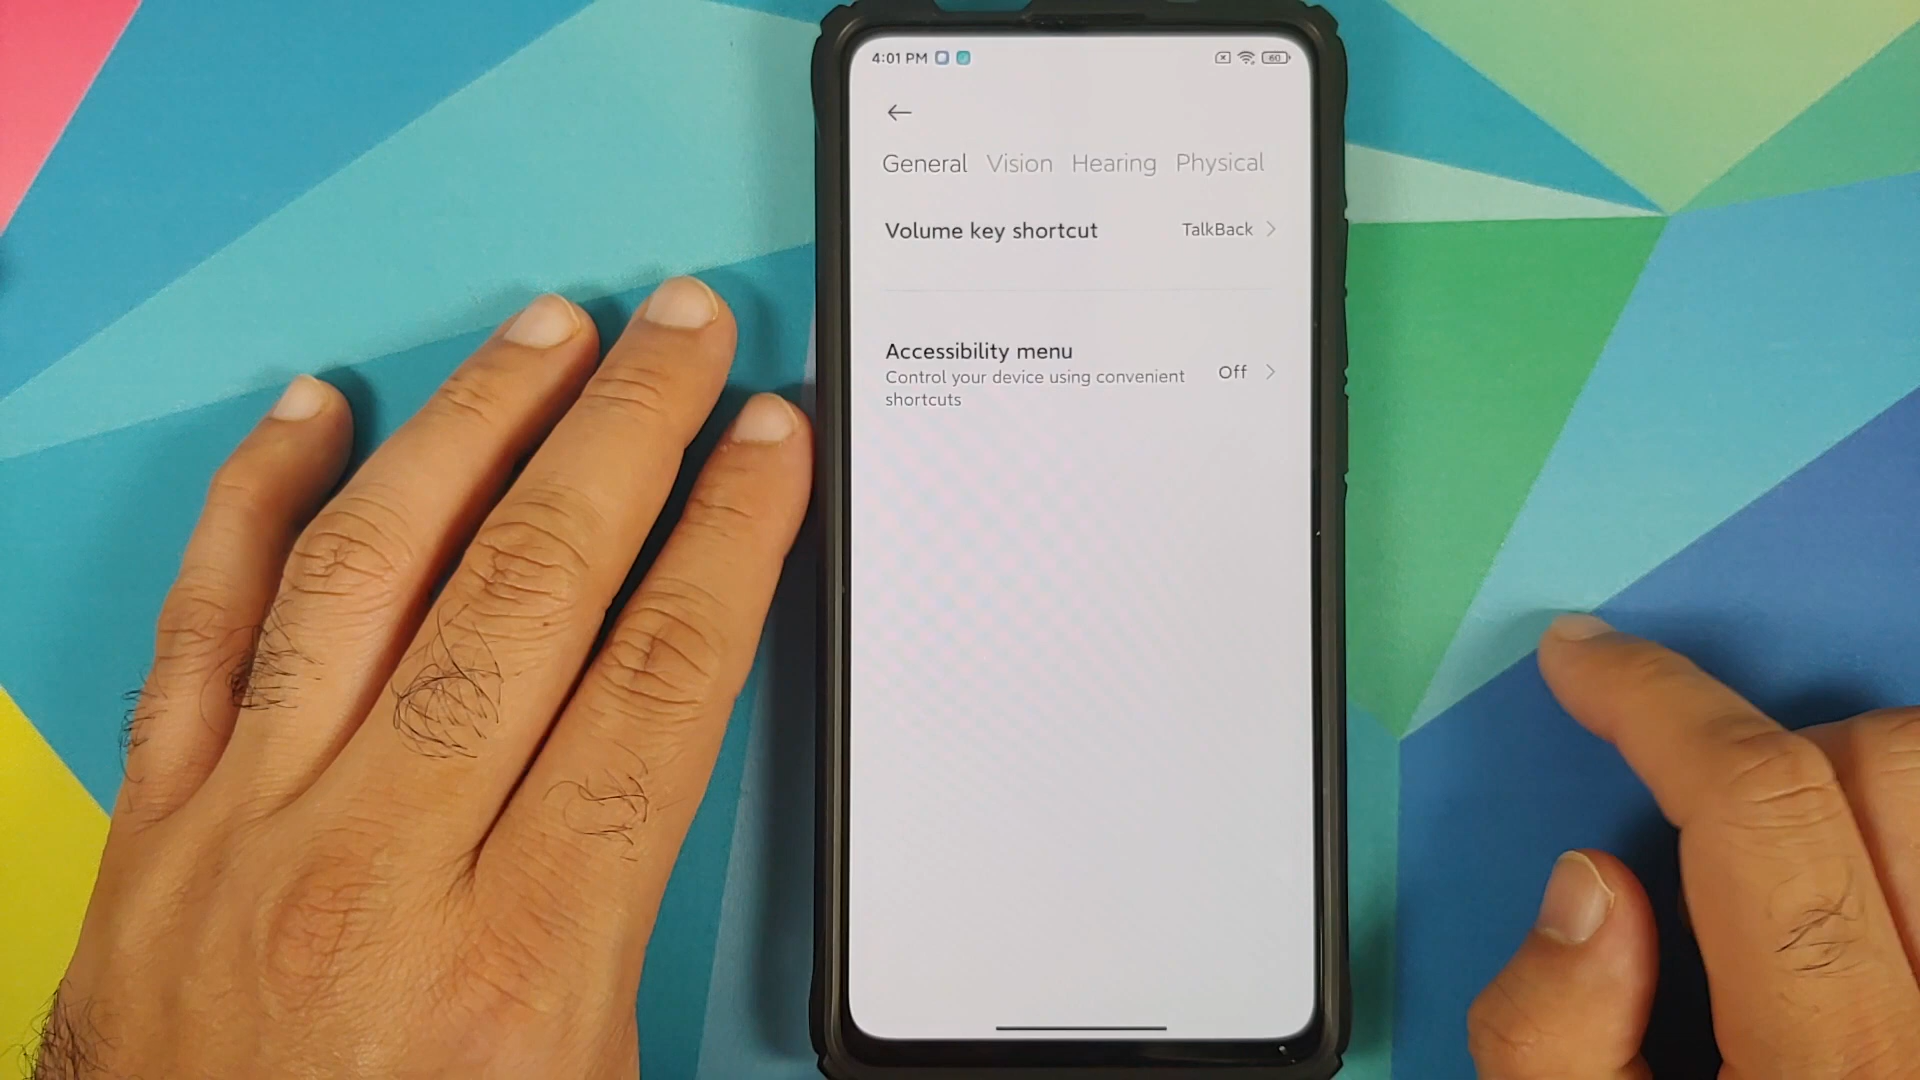 4:01 PM
60
General Vision Hearing Physical
Volume key shortcut TalkBack
Accessibility menu
Control your device using convenient
shortcuts
Off